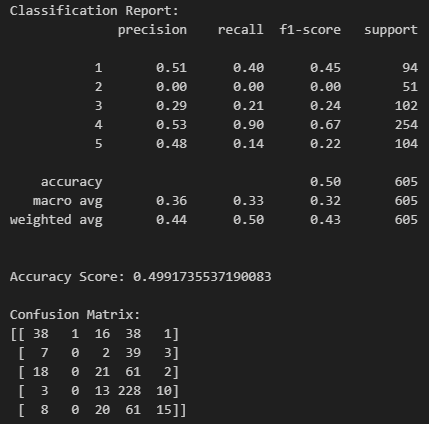 Classification Report:
              precision    recall  f1-score   support

           1       0.51      0.40      0.45        94
           2       0.00      0.00      0.00        51
           3       0.29      0.21      0.24       102
           4       0.53      0.90      0.67       254
           5       0.48      0.14      0.22       104

    accuracy                           0.50       605
   macro avg       0.36      0.33      0.32       605
weighted avg       0.44      0.50      0.43       605

Accuracy Score: 0.4991735537190083

Confusion Matrix:
[[ 38   1  16  38   1]
 [  7   0   2  39   3]
 [ 18   0  21  61   2]
 [  3   0  13 228  10]
 [  8   0  20  61  15]]